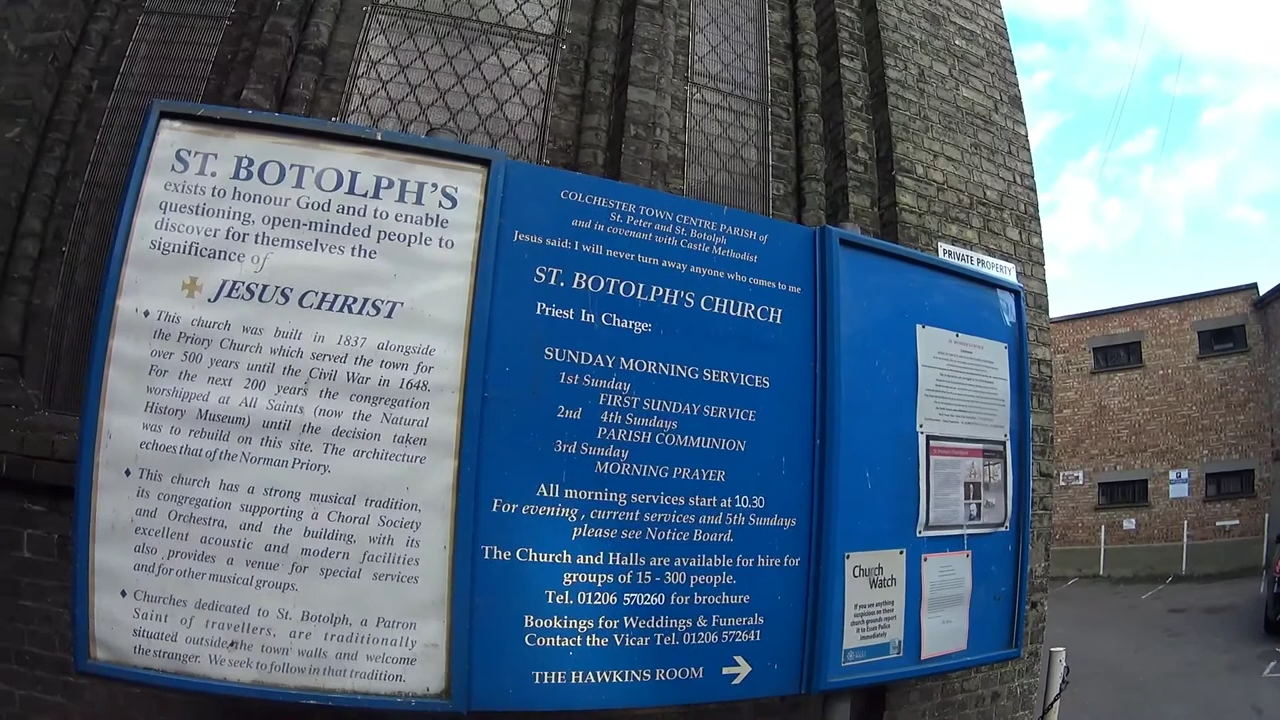 ST. BOTOLPH'S
exists to honour God and to enable
questioning, open-minded people to
discover for themselves the
significance of
JESUS CHRIST
♦ This church was built in 1837 alongside
the Priory Church which served the town for
over 500 years until the Civil War in 1648.
For the next 200 years the congregation
worshipped at All Saints (now the Natural
History Museum) until the decision taken
was to rebuild on this site. The architecture
echoes that of the Norman Priory.
♦ This church has a strong musical tradition,
its congregation supporting a Choral Society
and Orchestra, and the building, with its
excellent acoustic and modern facilities
also provides a venue for special services
and for other musical groups.
♦ Churches dedicated to St. Botolph, a Patron
Saint of travellers, are traditionally
situated outside the town walls and welcome
the stranger. We seek to follow in that tradition.
COLCHESTER TOWN CENTRE PARISH of
St. Peter and St. Botolph
and in covenant with Castle Methodist
Jesus said: I will never turn away anyone who comes to me
ST. BOTOLPH'S CHURCH
Priest In Charge:
SUNDAY MORNING SERVICES
1st Sunday
FIRST SUNDAY SERVICE
2nd 4th Sundays
PARISH COMMUNION
3rd Sunday
MORNING PRAYER
All morning services start at 10.30
For evening, current services and 5th Sundays
please see Notice Board.
The Church and Halls are available for hire for
groups of 15 - 300 people.
Tel. 01206 570260 for brochure
Bookings for Weddings & Funerals
Contact the Vicar Tel. 01206 572641
THE HAWKINS ROOM →
PRIVATE PROPERTY
Church
Watch
If you see anything
suspicious on these
church grounds report
it to Essex Police
immediately